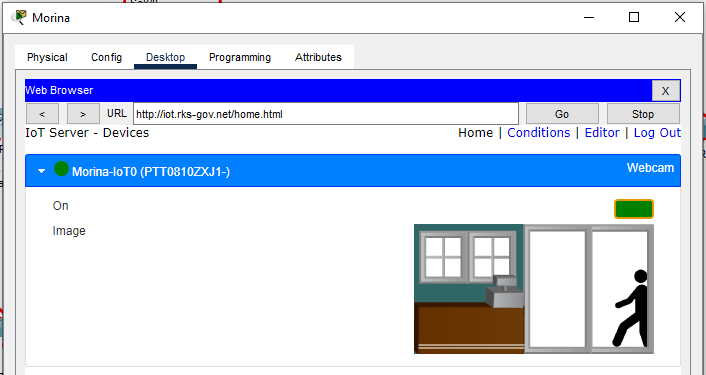 Morina
Physical Config Desktop Programming Attributes
Web Browser X
< > URL http://iot.rks-gov.net/home.html Go Stop
IoT Server - Devices Home | Conditions | Editor | Log Out
Morina-IoT0 (PTT0810ZXJ1-) Webcam
On
Image